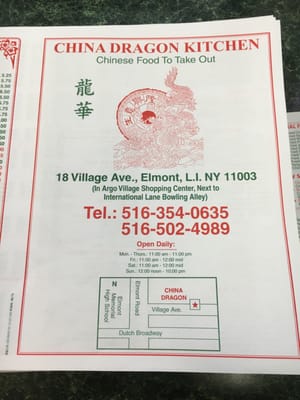 CHINA DRAGON KITCHEN
Chinese Food To Take Out
龍
華
18 Village Ave., Elmont, L.I. NY 11003
(In Argo Village Shopping Center, Next to
International Lane Bowling Alley)
Tel.: 516-354-0635
516-502-4989
Open Daily:
Mon. - Thurs.: 11:00 am - 11:00 pm
Fri.: 11:00 am - 12:00 mid
Sat.: 11:00 am - 12:00 mid
Sun.: 12:00 noon - 10:00 pm
N
Elmont
Memorial
High School
Elmont Road
CHINA
DRAGON
Village Ave.
Dutch Broadway
5.25
5.75